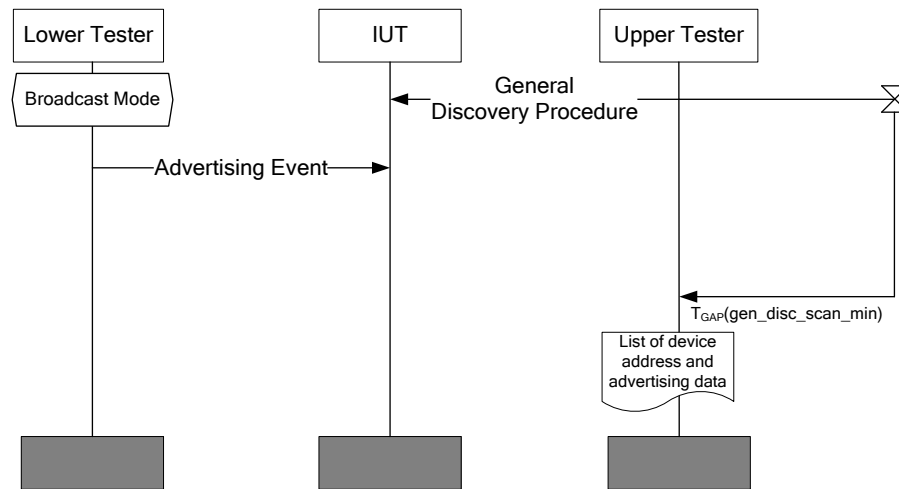 Lower Tester
IUT
Upper Tester
Broadcast Mode
General
Discovery Procedure
Advertising Event
TGAP(gen_disc_scan_min)
List of device
address and
advertising data